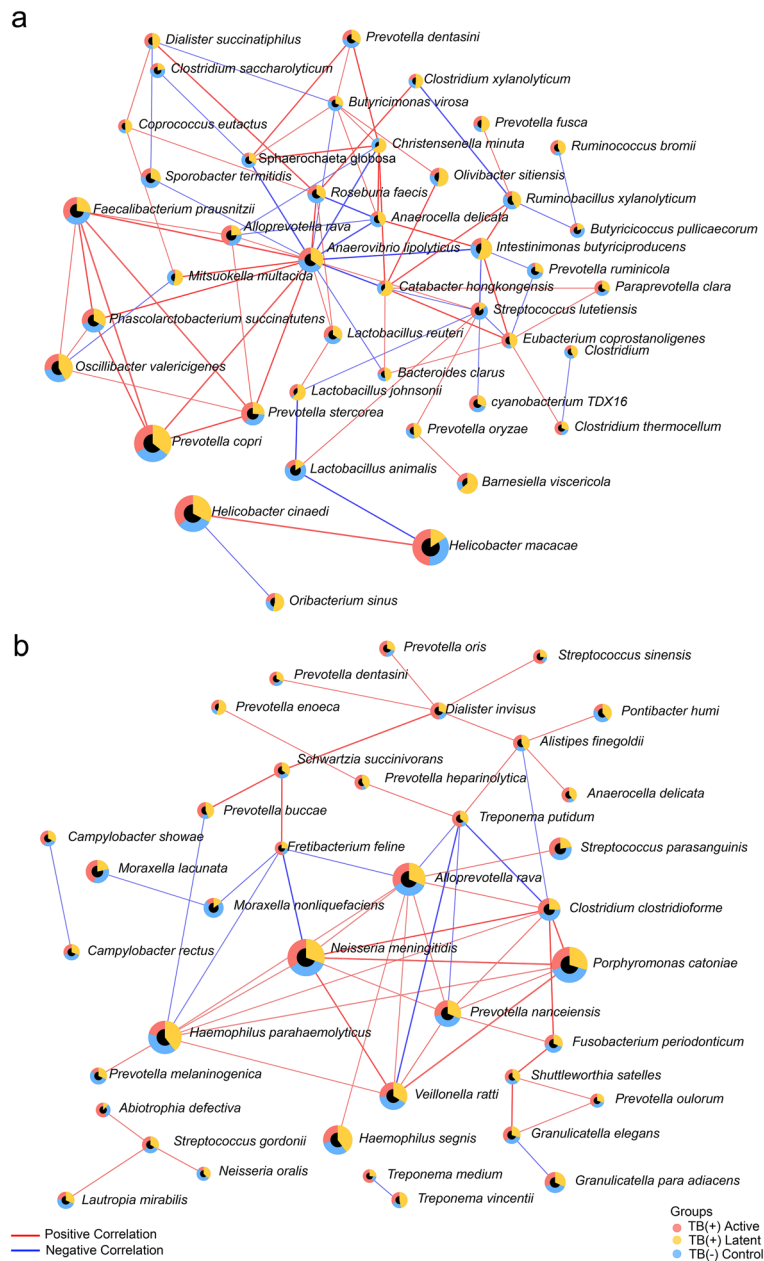 a
Dialister succinatiphilus
Prevotella dentasini
Clostridium saccharolyticum
Clostridium xylanolyticum
Butyricimonas virosa
Coprococcus eutactus
Prevotella fusca
Christensenella minuta
Ruminococcus bromii
Sphaerochaeta globosa
Sporobacter termitidis
Olivibacter sitiensis
Roseburia faecis
Ruminobacillus xylanolyticum
Faecalibacterium prausnitzii
Anaerocella delicata
Alloprevotella rava
Butyricicoccus pullicaecorum
Anaerovibrio lipolyticus
Intestinimonas butyriciproducens
Prevotella ruminicola
Mitsuokella multacida
Catabacter hongkongensis
Paraprevotella clara
Streptococcus lutetiensis
Phascolarctobacterium succinatutens
Lactobacillus reuteri
Eubacterium coprostanoligenes
Clostridium
Oscillibacter valericigenes
Bacteroides clarus
Lactobacillus johnsonii
cyanobacterium TDX16
Prevotella stercorea
Prevotella oryzae
Clostridium thermocellum
Prevotella copri
Lactobacillus animalis
Barnesiella viscericola
Helicobacter cinaedi
Helicobacter macacae
Oribacterium sinus
b
Prevotella oris
Streptococcus sinensis
Prevotella dentasini
Prevotella enoeca
Dialister invisus
Pontibacter humi
Alistipes finegoldii
Schwartzia succinivorans
Prevotella heparinolytica
Anaerocella delicata
Prevotella buccae
Treponema putidum
Campylobacter showae
Fretibacterium feline
Streptococcus parasanguinis
Moraxella lacunata
Alloprevotella rava
Moraxella nonliquefaciens
Clostridium clostridioforme
Neisseria meningitidis
Campylobacter rectus
Porphyromonas catoniae
Prevotella nanceiensis
Haemophilus parahaemolyticus
Fusobacterium periodonticum
Prevotella melaninogenica
Shuttleworthia satelles
Veillonella ratti
Prevotella oulorum
Abiotrophia defectiva
Granulicatella elegans
Streptococcus gordonii
Haemophilus segnis
Neisseria oralis
Treponema medium
Granulicatella para adiacens
Lautropia mirabilis
Treponema vincentii
Groups
Positive Correlation
TB(+) Active
TB(+) Latent
Negative Correlation
TB(-) Control